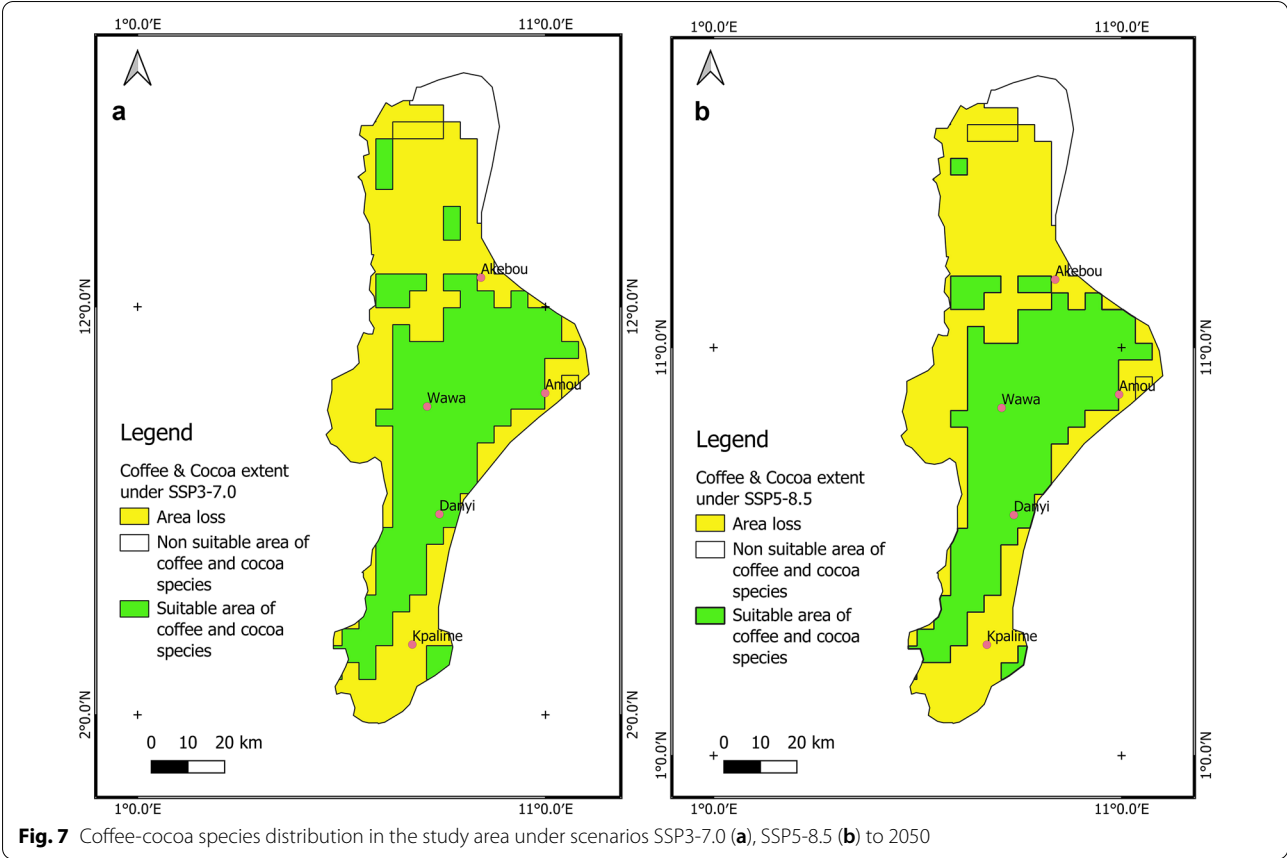 1°0.0′E
11°0.0′E
a
12°0.0′N
12°0.0′N
Akebou
Amou
Wawa
Danyi
Kpalime
Legend
Coffee & Cocoa extent
under SSP3-7.0
Area loss
Non suitable area of
coffee and cocoa
species
Suitable area of
coffee and cocoa
species
2°0.0′N
2°0.0′N
0 10 20 km
1°0.0′E
11°0.0′E
1°0.0′E
11°0.0′E
b
11°0.0′N
11°0.0′N
Akebou
Amou
Wawa
Danyi
Kpalime
Legend
Coffee & Cocoa extent
under SSP5-8.5
Area loss
Non suitable area of
coffee and cocoa
species
Suitable area of
coffee and cocoa
species
1°0.0′N
1°0.0′N
0 10 20 km
1°0.0′E
11°0.0′E
Fig. 7 Coffee-cocoa species distribution in the study area under scenarios SSP3-7.0 (a), SSP5-8.5 (b) to 2050